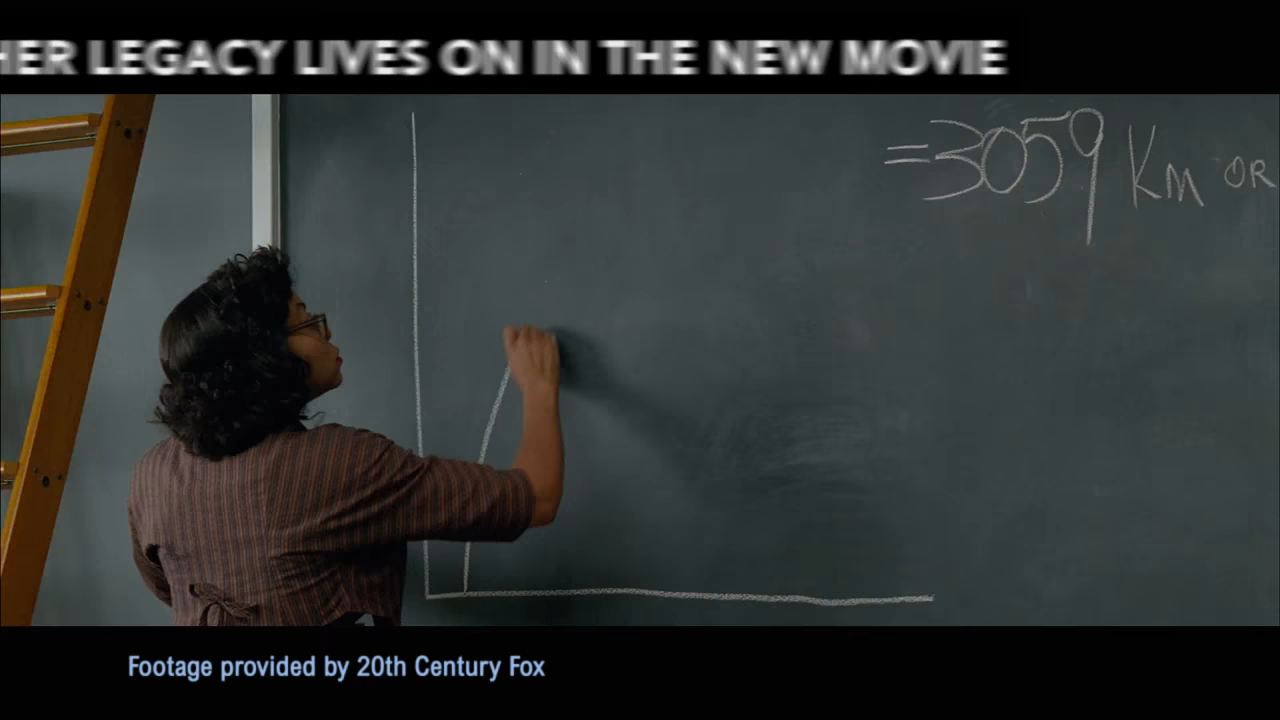 HER LEGACY LIVES ON IN THE NEW MOVIE
=3059 Km OR
Footage provided by 20th Century Fox